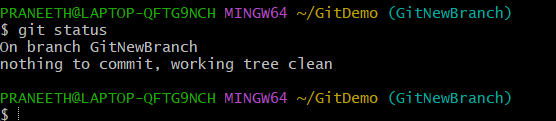 PRANEETH@LAPTOP-QFTG9NCH MINGW64 ~/GitDemo (GitNewBranch)
$ git status
On branch GitNewBranch
nothing to commit, working tree clean
PRANEETH@LAPTOP-QFTG9NCH MINGW64 ~/GitDemo (GitNewBranch)
$